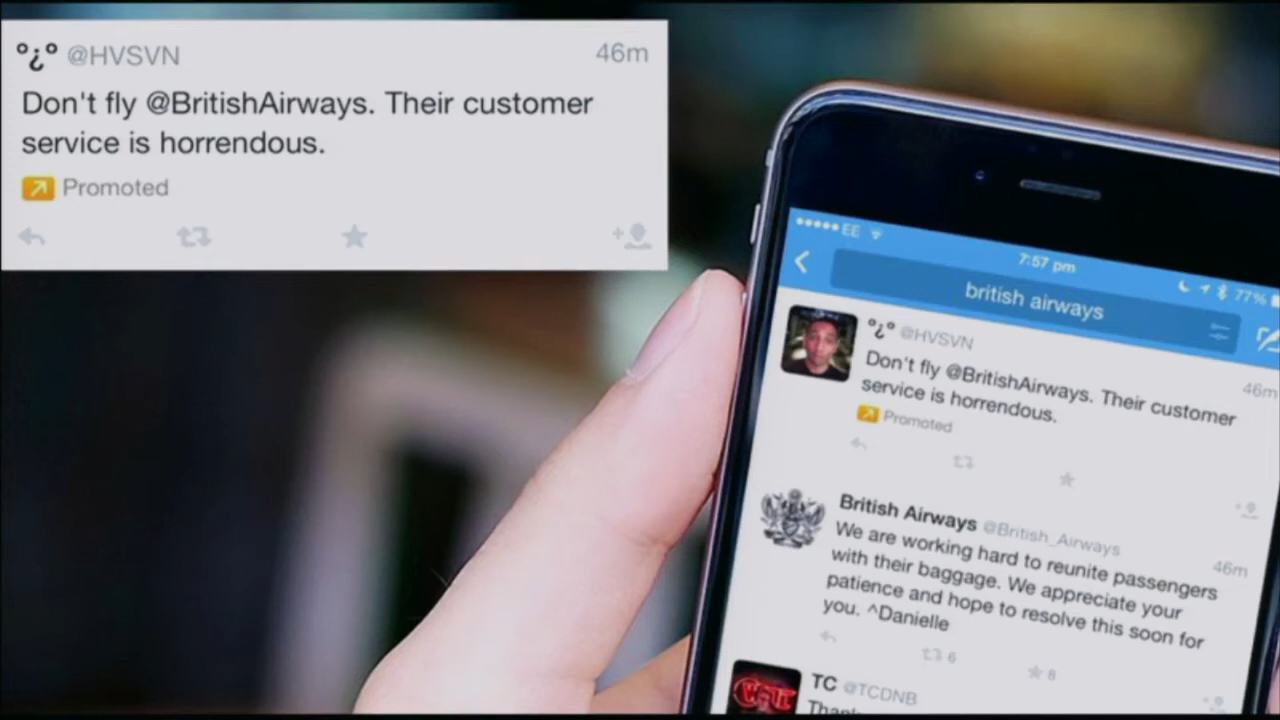 °¿° @HVSVN 46m
Don't fly @BritishAirways. Their customer
service is horrendous.
Promoted
EE 7:57 pm 77%
british airways
°¿° @HVSVN 46m
Don't fly @BritishAirways. Their customer
service is horrendous.
Promoted
British Airways @British_Airways 46m
We are working hard to reunite passengers
with their baggage. We appreciate your
patience and hope to resolve this soon for
you. ^Danielle
6 8
TC @TCDNB